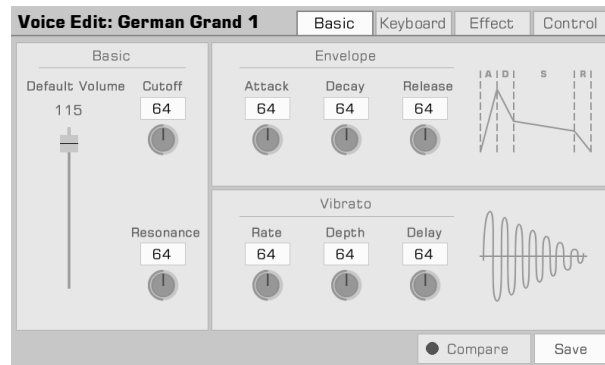 Voice Edit: German Grand 1
Basic Keyboard Effect Control
Basic
Default Volume Cutoff
115 64
Resonance
64
Envelope
Attack Decay Release
64 64 64
A D S R
Vibrato
Rate Depth Delay
64 64 64
Compare Save